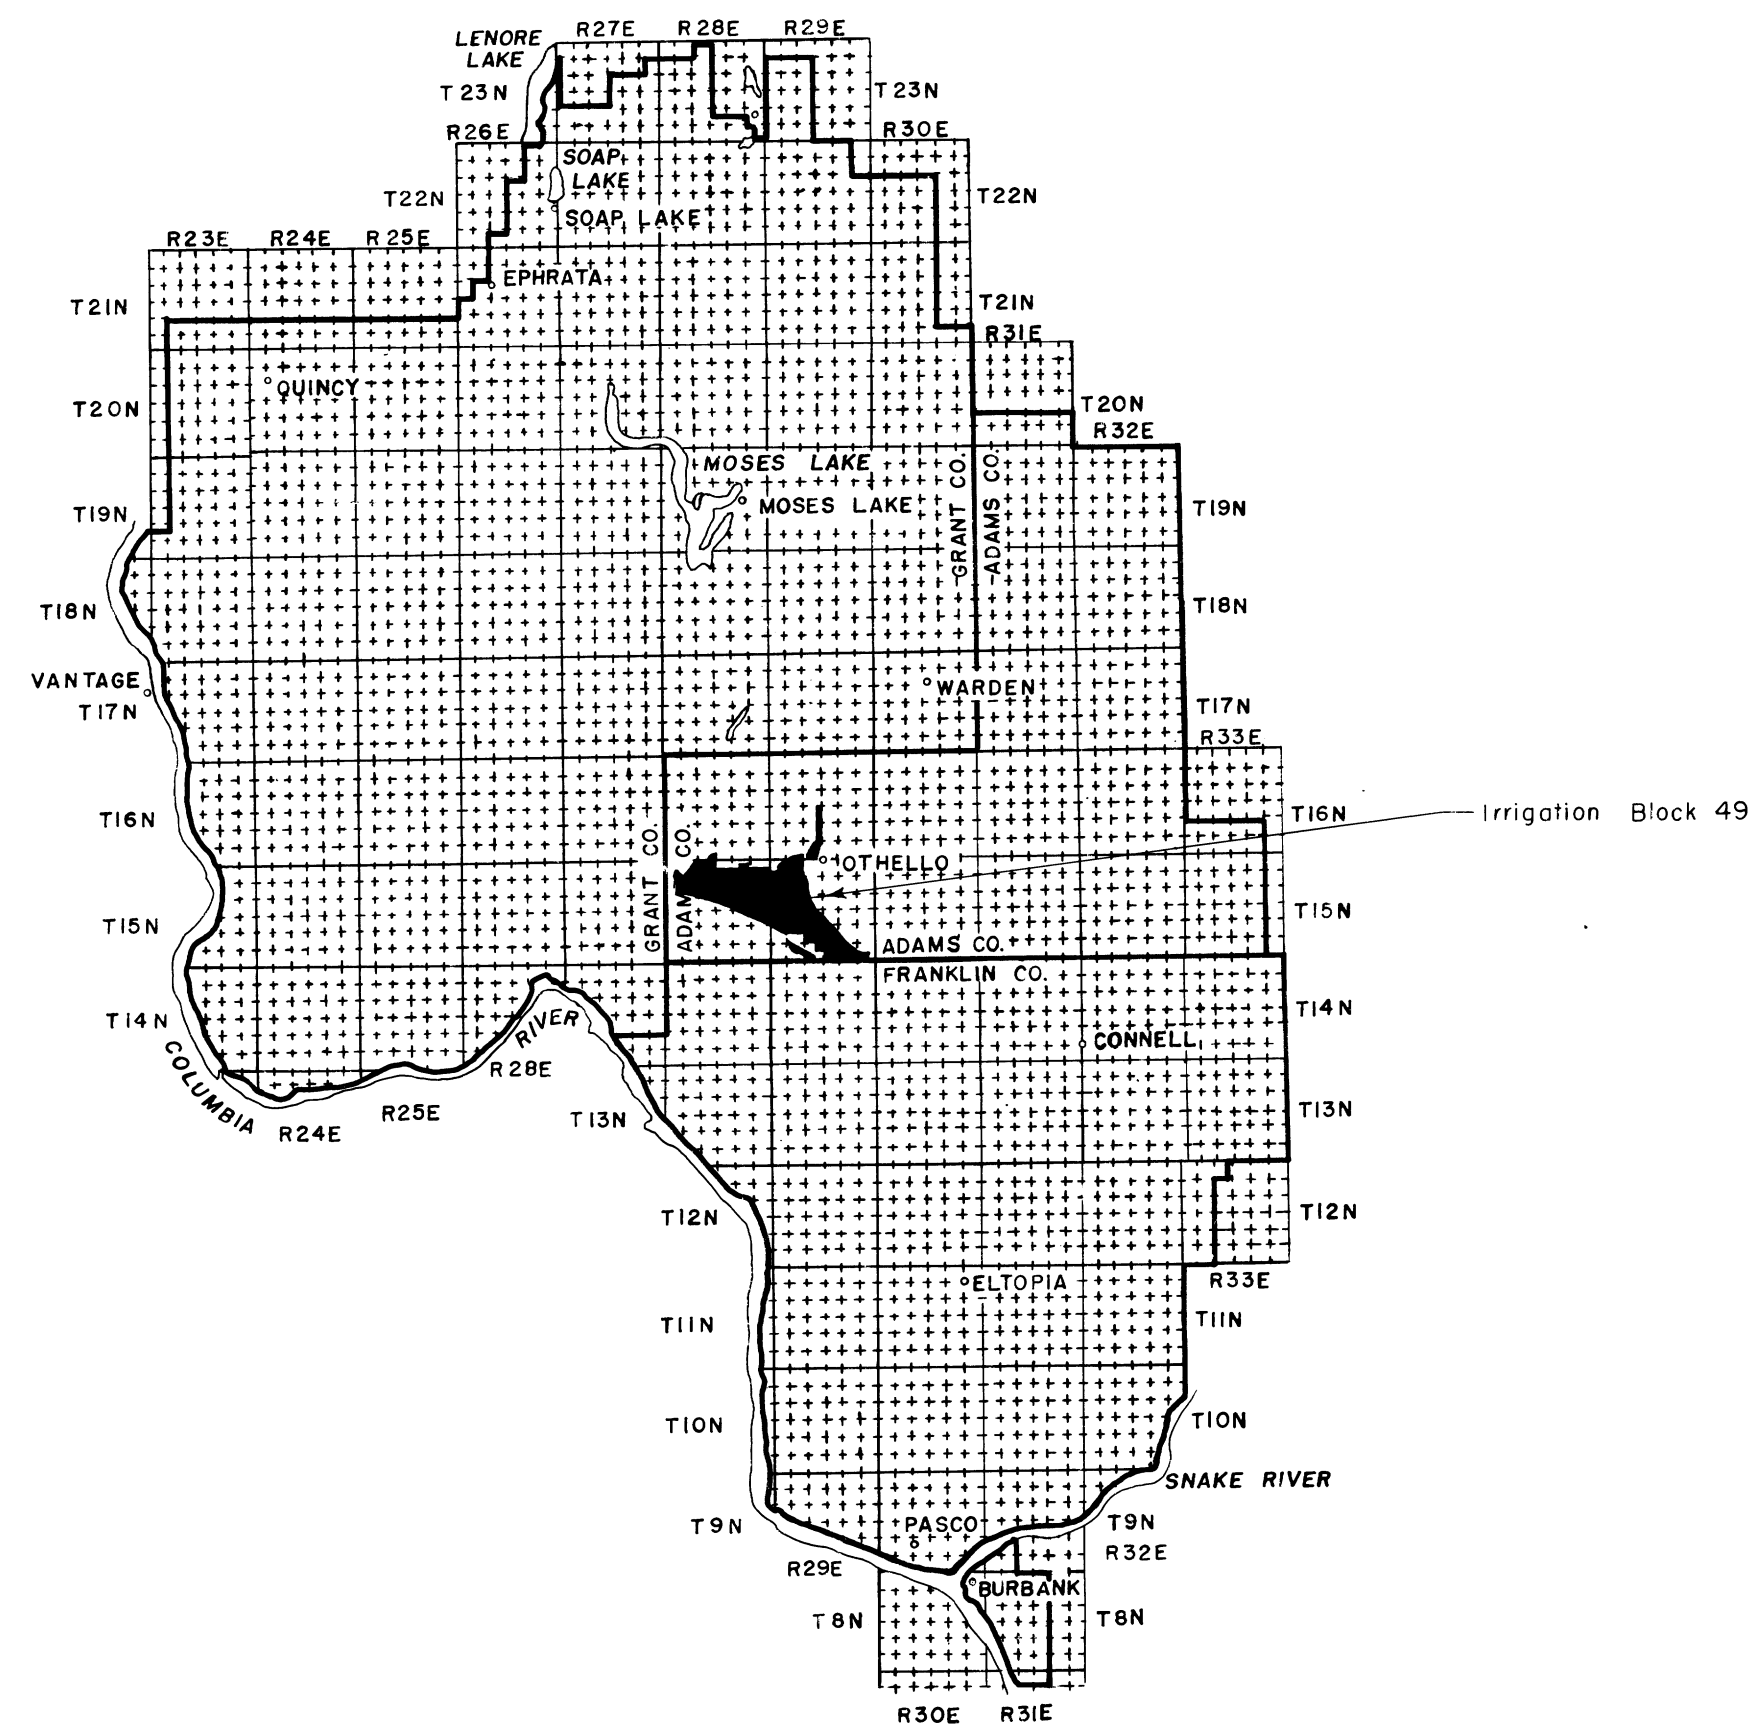 R27E R28E R29E
LENORE
LAKE
T23N T23N
R26E R30E
SOAP
LAKE
T22N T22N
SOAP LAKE
R23E R24E R25E
EPHRATA
T21N T21N
R31E
QUINCY
T20N T20N
R32E
MOSES LAKE
MOSES LAKE
GRANT CO.
ADAMS CO.
T19N T19N
T18N T18N
VANTAGE
WARDEN
T17N T17N
R33E
T16N T16N
Irrigation Block 49
OTHELLO
GRANT CO.
ADAMS CO.
T15N T15N
ADAMS CO.
FRANKLIN CO.
T14N T14N
COLUMBIA RIVER
CONNELL
R28E
R25E
R24E
T13N T13N
T12N T12N
ELTOPIA
R33E
T11N T11N
T10N T10N
SNAKE RIVER
T9N PASCO T9N
R32E
R29E
BURBANK
T8N T8N
R30E R31E